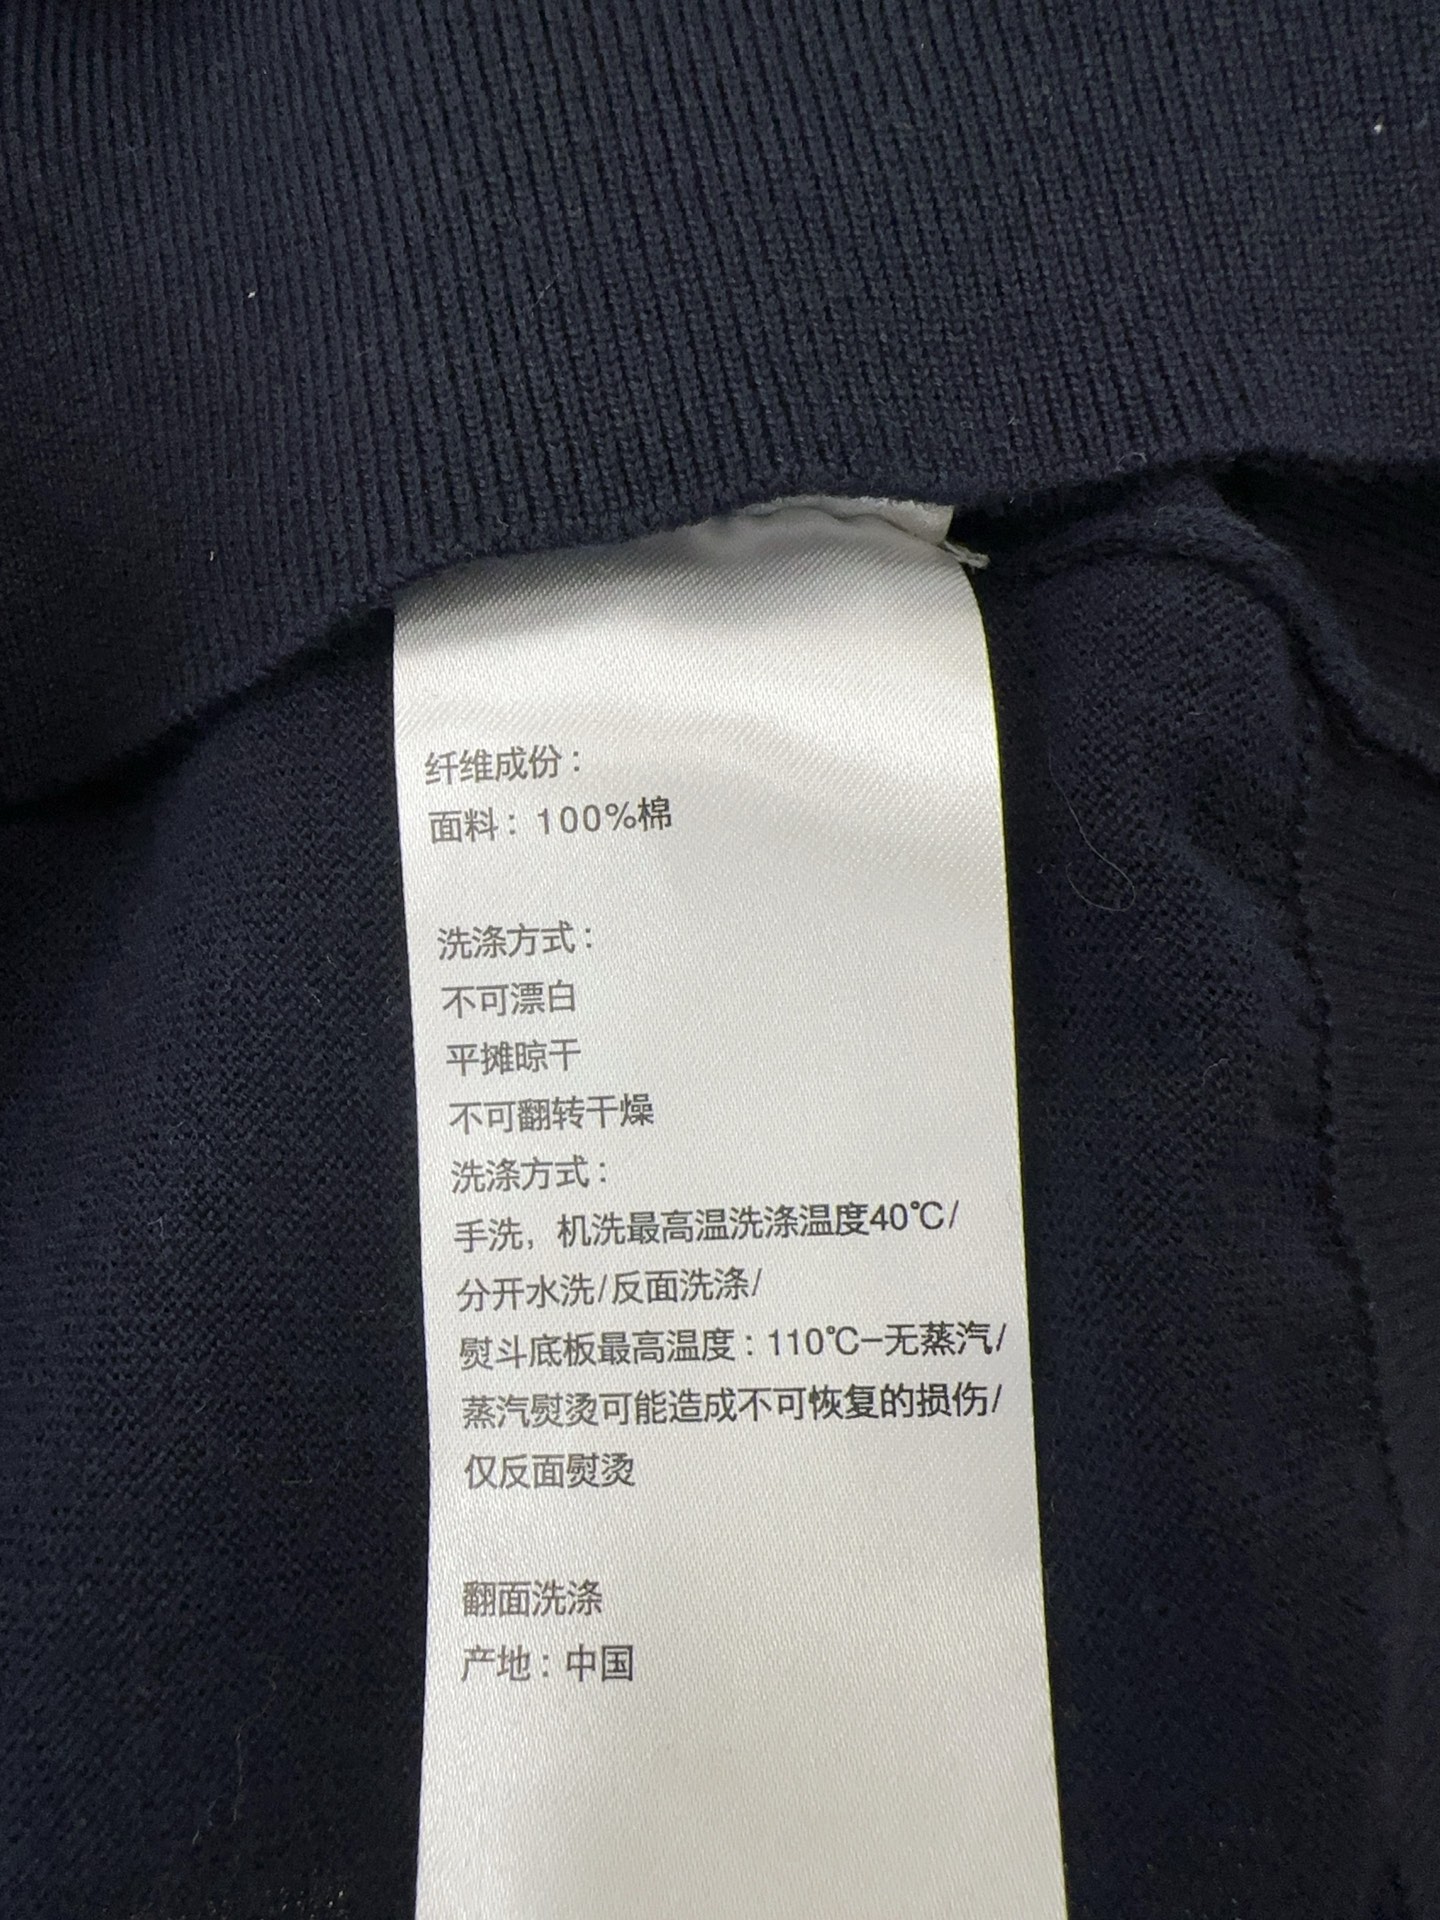 纤维成份：
面料：100%棉
洗涤方式：
不可漂白
平摊晾干
不可翻转干燥
洗涤方式：
手洗，机洗最高温洗涤温度40℃/
分开水洗/反面洗涤/
熨斗底板最高温度：110℃-无蒸汽/
蒸汽熨烫可能造成不可恢复的损伤/
仅反面熨烫
翻面洗涤
产地：中国